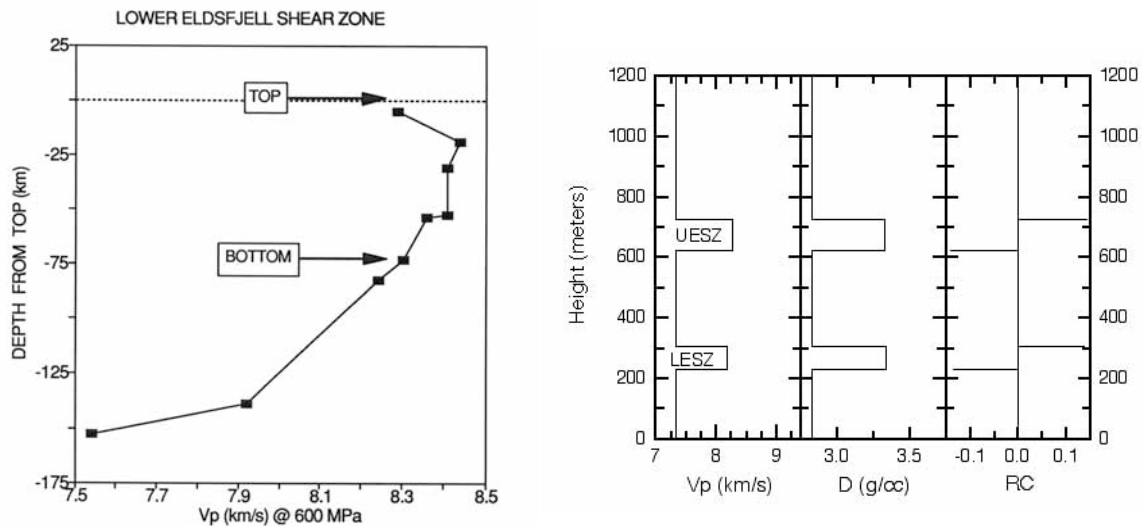 LOWER ELDSFJELL SHEAR ZONE
25
TOP
-25
BOTTOM
-75
-125
-175
DEPTH FROM TOP (km)
7.5 7.7 7.9 8.1 8.3 8.5
Vp (km/s) @ 600 MPa
1200 1200
1000 1000
800 800
UESZ
600 600
400 400
LESZ
200 200
0 0
Height (meters)
7 8 9 3.0 3.5 -0.1 0.0 0.1
Vp (km/s) D (g/cc) RC